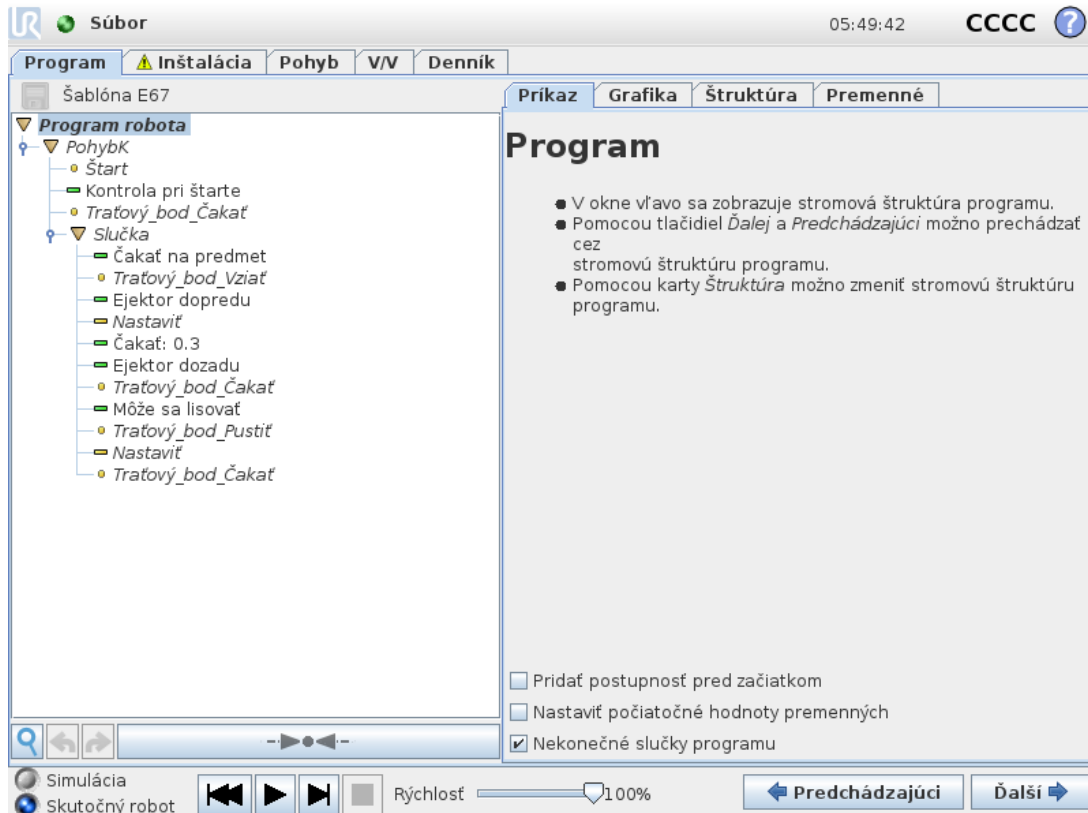 UR
Súbor
05:49:42
CCCC
?
Program
Inštalácia
Pohyb
V/V
Denník
Šablóna E67
Príkaz
Grafika
Štruktúra
Premenné
Program robota
PohybK
Štart
Kontrola pri štarte
Traťový_bod_Čakať
Slučka
Čakať na predmet
Traťový_bod_Vziať
Ejektor dopredu
Nastaviť
Čakať: 0.3
Ejektor dozadu
Traťový_bod_Čakať
Môže sa lisovať
Traťový_bod_Pustiť
Nastaviť
Traťový_bod_Čakať
Program
V okne vľavo sa zobrazuje stromová štruktúra programu.
Pomocou tlačidiel Ďalej a Predchádzajúci možno prechádzať
cez
stromovú štruktúru programu.
Pomocou karty Štruktúra možno zmeniť stromovú štruktúru
programu.
Pridať postupnosť pred začiatkom
Nastaviť počiatočné hodnoty premenných
Nekonečné slučky programu
Simulácia
Skutočný robot
Rýchlosť
100%
Predchádzajúci
Ďalší